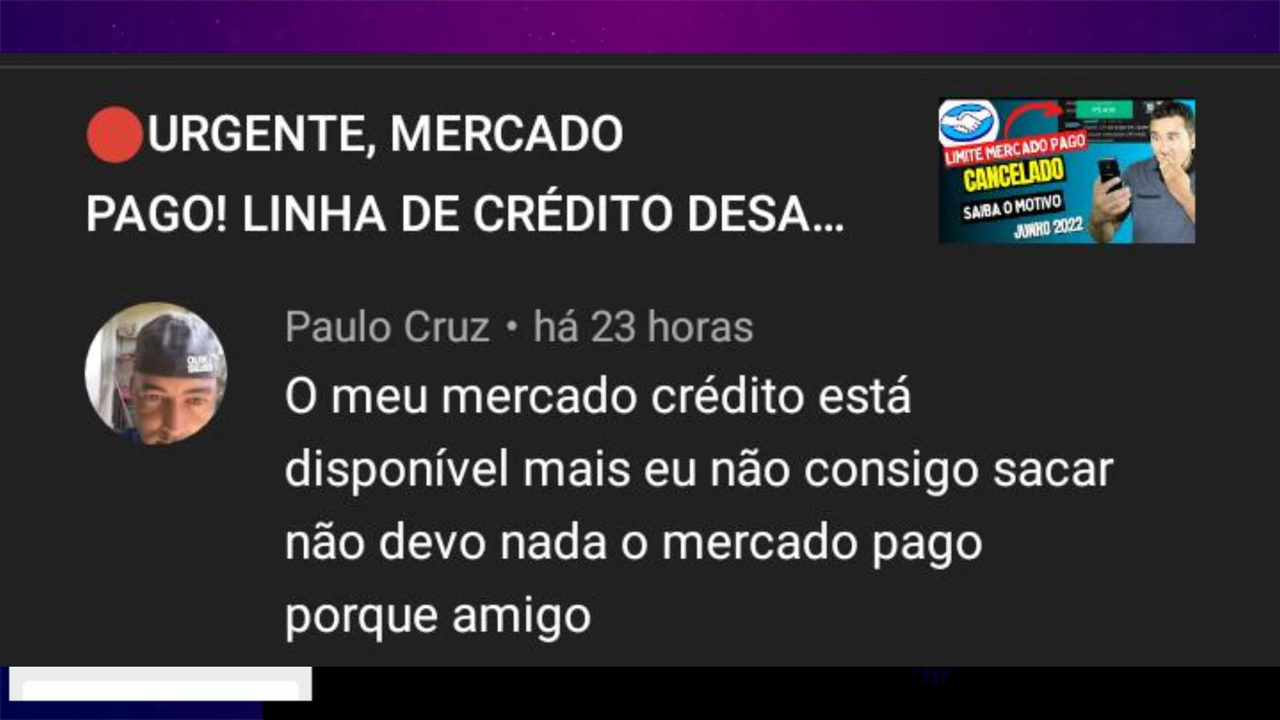 URGENTE, MERCADO
PAGO! LINHA DE CRÉDITO DESA...
LIMITE MERCADO PAGO
CANCELADO
SAIBA O MOTIVO
JUNHO 2022
Paulo Cruz • há 23 horas
O meu mercado crédito está
disponível mais eu não consigo sacar
não devo nada o mercado pago
porque amigo